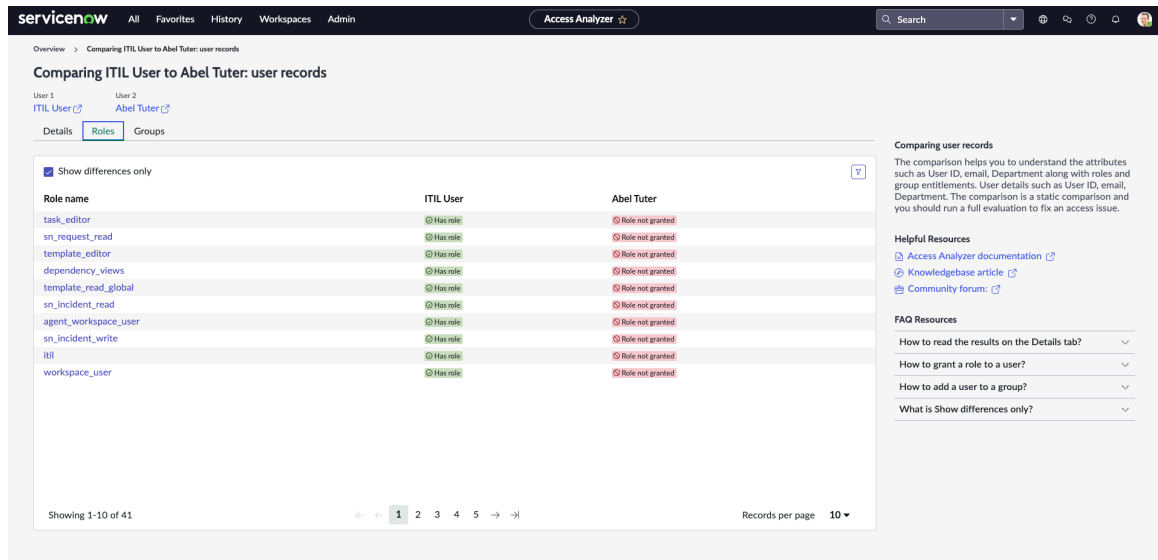 servicenow All Favorites History Workspaces Admin Access Analyzer Search
Overview > Comparing ITIL User to Abel Tuter: user records
Comparing ITIL User to Abel Tuter: user records
User 1 User 2
ITIL User Abel Tuter
Details Roles Groups
Show differences only
Role name ITIL User Abel Tuter
task_editor Has role Role not granted
sn_request_read Has role Role not granted
template_editor Has role Role not granted
dependency_views Has role Role not granted
template_read_global Has role Role not granted
sn_incident_read Has role Role not granted
agent_workspace_user Has role Role not granted
sn_incident_write Has role Role not granted
itil Has role Role not granted
workspace_user Has role Role not granted
Showing 1-10 of 41 1 2 3 4 5 Records per page 10
Comparing user records
The comparison helps you to understand the attributes
such as User ID, email, Department along with roles and
group entitlements. User details such as User ID, email,
Department. The comparison is a static comparison and
you should run a full evaluation to fix an access issue.
Helpful Resources
Access Analyzer documentation
Knowledgebase article
Community forum:
FAQ Resources
How to read the results on the Details tab?
How to grant a role to a user?
How to add a user to a group?
What is Show differences only?